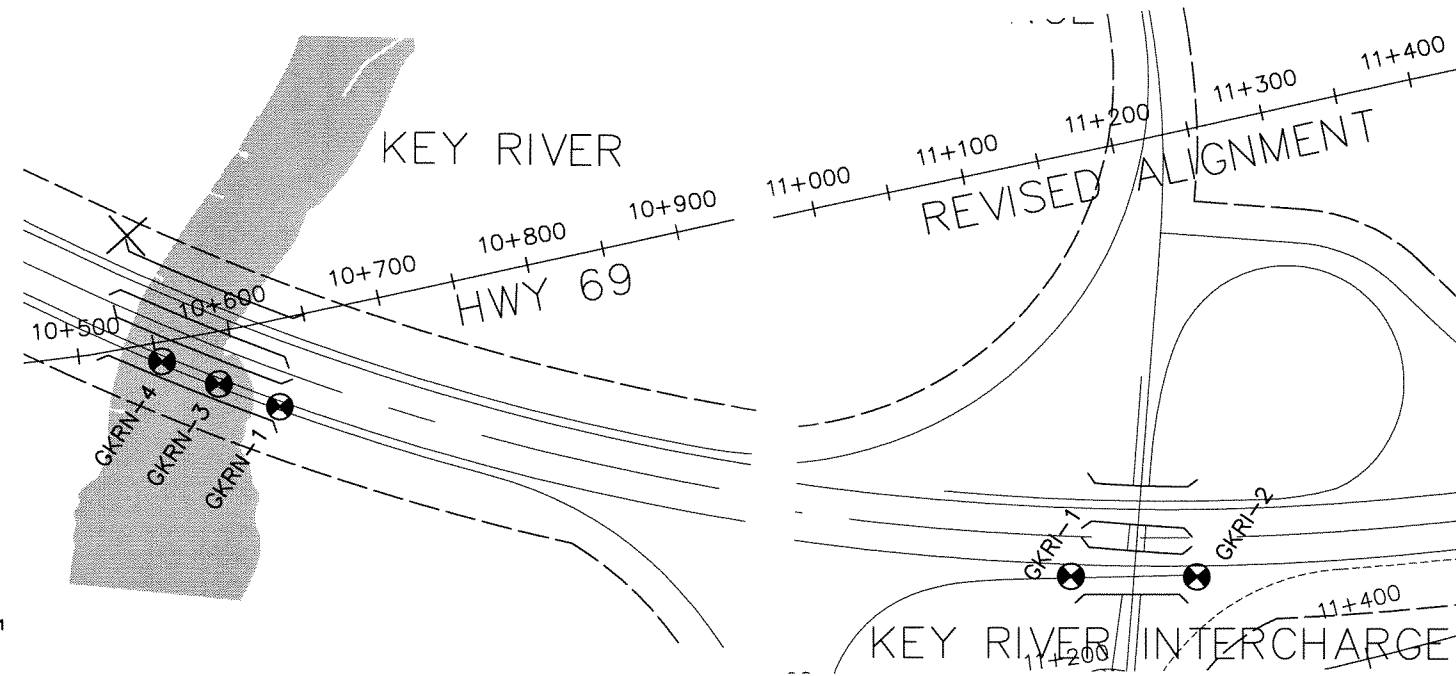 KEY RIVER
10+500
10+600
10+700
10+800
10+900
HWY 69
GKRN-4
GKRN-3
GKRN-1
11+000
11+100
11+200
11+300
11+400
REVISED ALIGNMENT
GKRI-1
GKRI-2
11+400
KEY RIVER INTERCHARGE
11+200